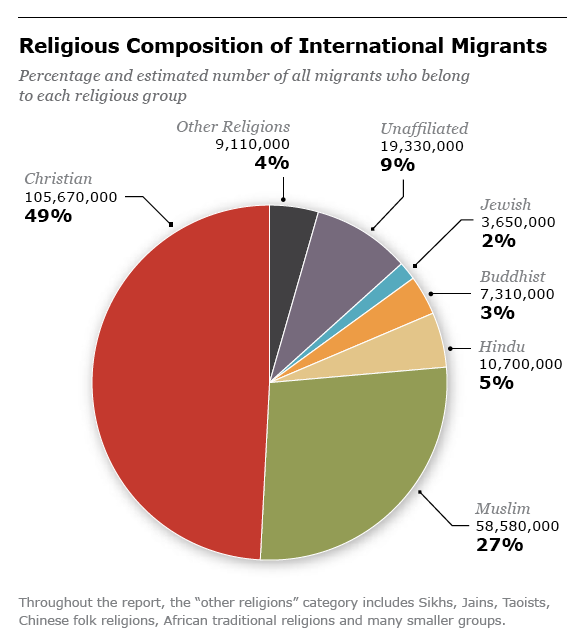 Religious Composition of International Migrants
Percentage and estimated number of all migrants who belong
to each religious group
Other Religions
9,110,000
4%
Unaffiliated
19,330,000
9%
Christian
105,670,000
49%
Jewish
3,650,000
2%
Buddhist
7,310,000
3%
Hindu
10,700,000
5%
Muslim
58,580,000
27%
Throughout the report, the “other religions” category includes Sikhs, Jains, Taoists,
Chinese folk religions, African traditional religions and many smaller groups.